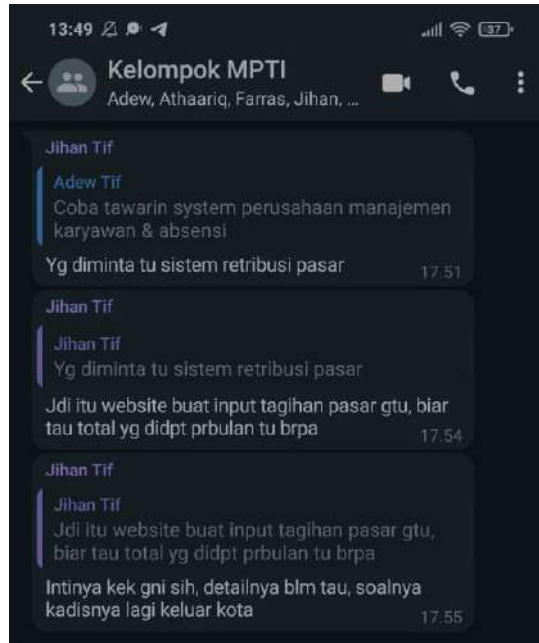 13:49
37
Kelompok MPTI
Adew, Athaariq, Farras, Jihan, ...
Jihan Tif
Adew Tif
Coba tawarin system perusahaan manajemen
karyawan & absensi
Yg diminta tu sistem retribusi pasar
17.51
Jihan Tif
Jihan Tif
Yg diminta tu sistem retribusi pasar
Jdi itu website buat input tagihan pasar gtu, biar
tau total yg didpt prbulan tu brpa
17.54
Jihan Tif
Jihan Tif
Jdi itu website buat input tagihan pasar gtu,
biar tau total yg didpt prbulan tu brpa
Intinya kek gni sih, detailnya blm tau, soalnya
kadisnya lagi keluar kota
17.55